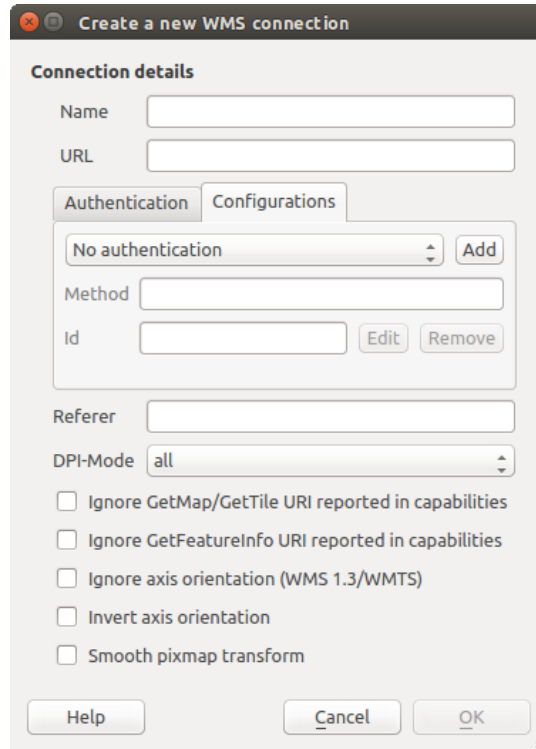 Create a new WMS connection
Connection details
Name
URL
Authentication Configurations
No authentication Add
Method
Id Edit Remove
Referer
DPI-Mode all
Ignore GetMap/GetTile URI reported in capabilities
Ignore GetFeatureInfo URI reported in capabilities
Ignore axis orientation (WMS 1.3/WMTS)
Invert axis orientation
Smooth pixmap transform
Help Cancel OK